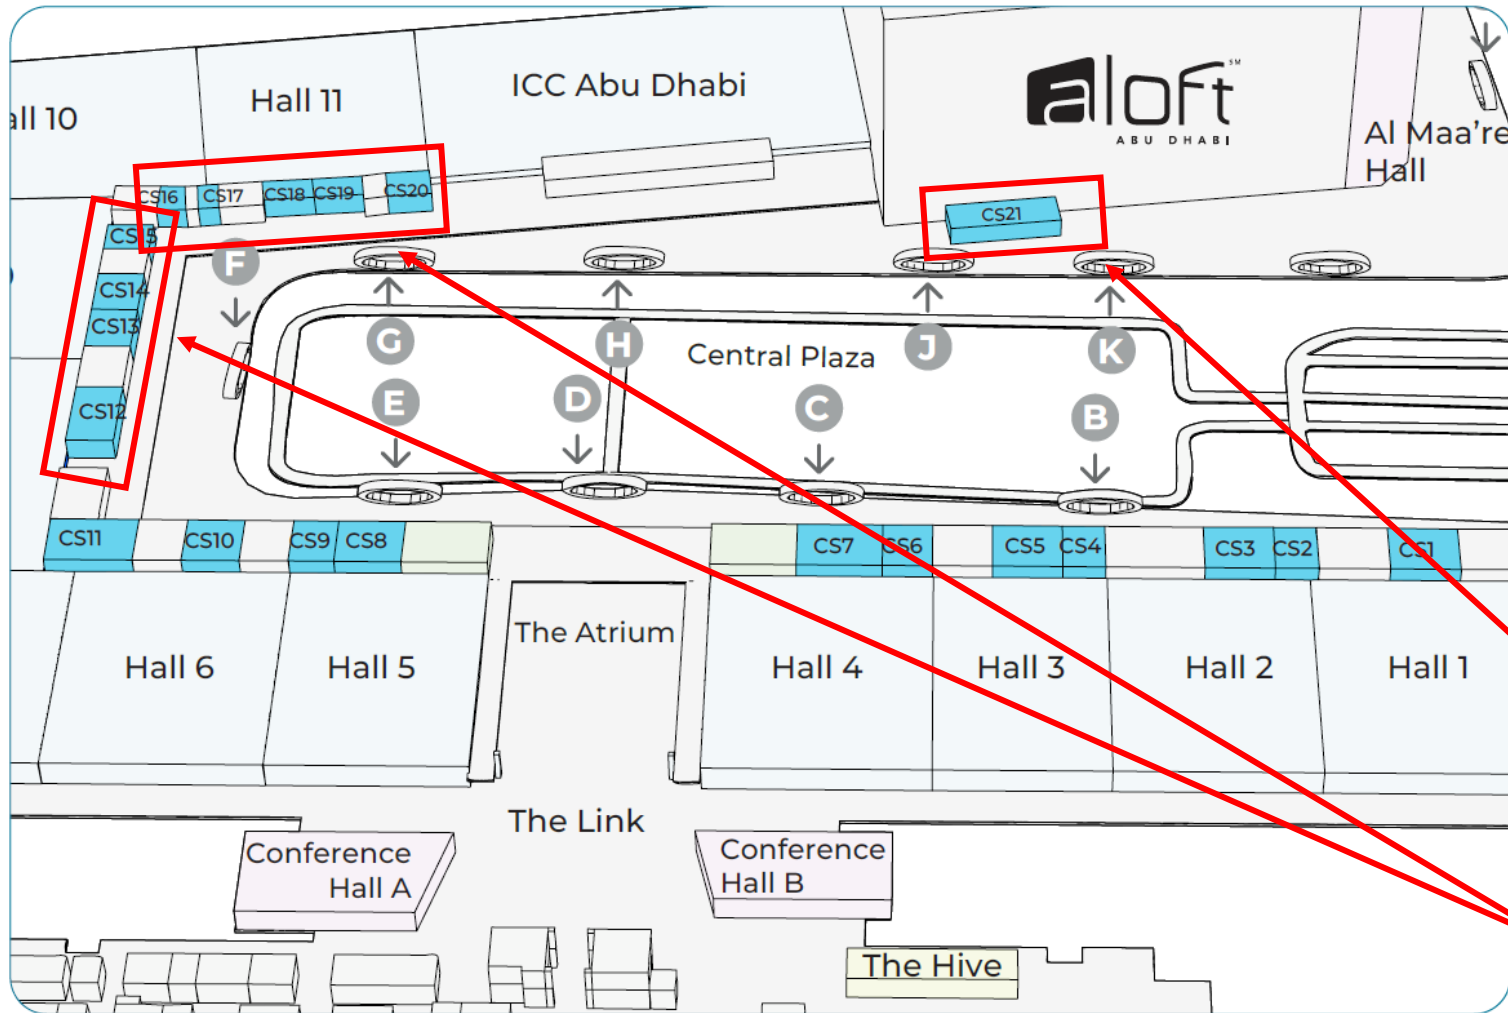 ICC Abu Dhabi
Hall 11
all 10
aloft SM
ABU DHABI
Al Maa're
Hall
CS16
CS17
CS18
CS19
CS20
CS21
CS15
CS14
CS13
CS12
F
G
H
J
K
Central Plaza
E
D
C
B
CS11
CS10
CS9
CS8
CS7
CS6
CS5
CS4
CS3
CS2
CS1
The Atrium
Hall 6
Hall 5
Hall 4
Hall 3
Hall 2
Hall 1
The Link
Conference
Hall A
Conference
Hall B
The Hive